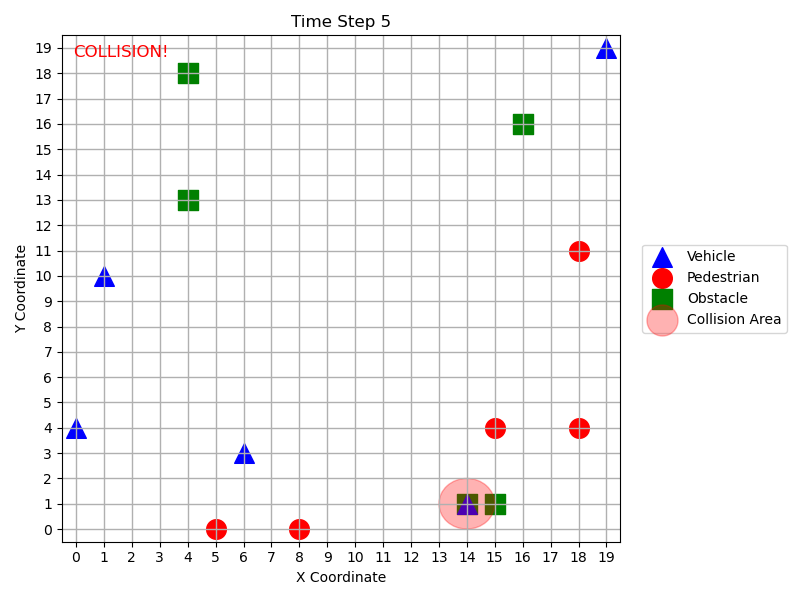 Time Step 5
COLLISION!
19
18
17
16
15
14
13
12
11
10
9
8
7
6
5
4
3
2
1
0
Y Coordinate
0 1 2 3 4 5 6 7 8 9 10 11 12 13 14 15 16 17 18 19
X Coordinate
Vehicle
Pedestrian
Obstacle
Collision Area